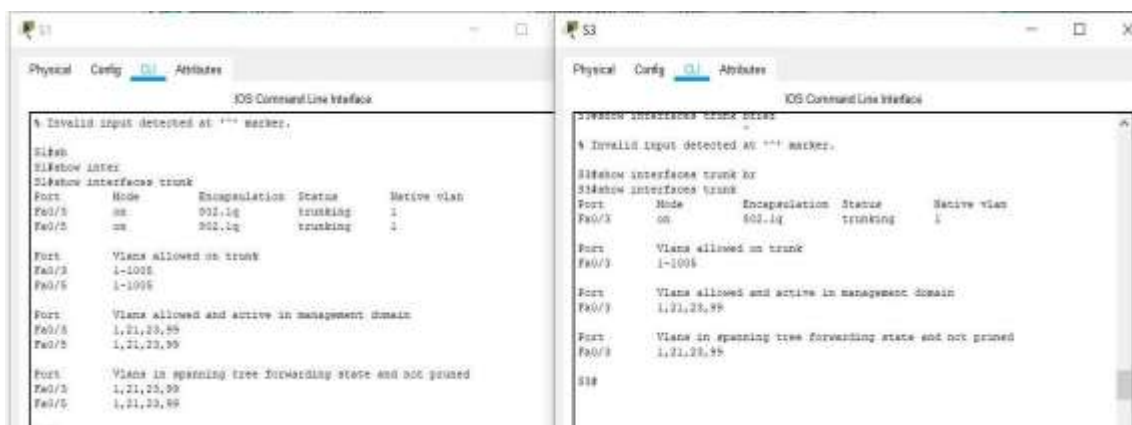 S1
Physical Config CLI Attributes
IOS Command Line Interface
% Invalid input detected at '^' marker.
S1#sh
S1#show inter
S1#show interfaces trunk
Port Mode Encapsulation Status Native vlan
Fa0/3 on 802.1q trunking 1
Fa0/5 on 802.1q trunking 1
Port Vlans allowed on trunk
Fa0/3 1-1005
Fa0/5 1-1005
Port Vlans allowed and active in management domain
Fa0/3 1,21,23,99
Fa0/5 1,21,23,99
Port Vlans in spanning tree forwarding state and not pruned
Fa0/3 1,21,23,99
Fa0/5 1,21,23,99
S3
Physical Config CLI Attributes
IOS Command Line Interface
S3#show interfaces trunk brief
^
% Invalid input detected at '^' marker.
S3#show interfaces trunk br
S3#show interfaces trunk
Port Mode Encapsulation Status Native vlan
Fa0/3 on 802.1q trunking 1
Port Vlans allowed on trunk
Fa0/3 1-1005
Port Vlans allowed and active in management domain
Fa0/3 1,21,23,99
Port Vlans in spanning tree forwarding state and not pruned
Fa0/3 1,21,23,99
S3#